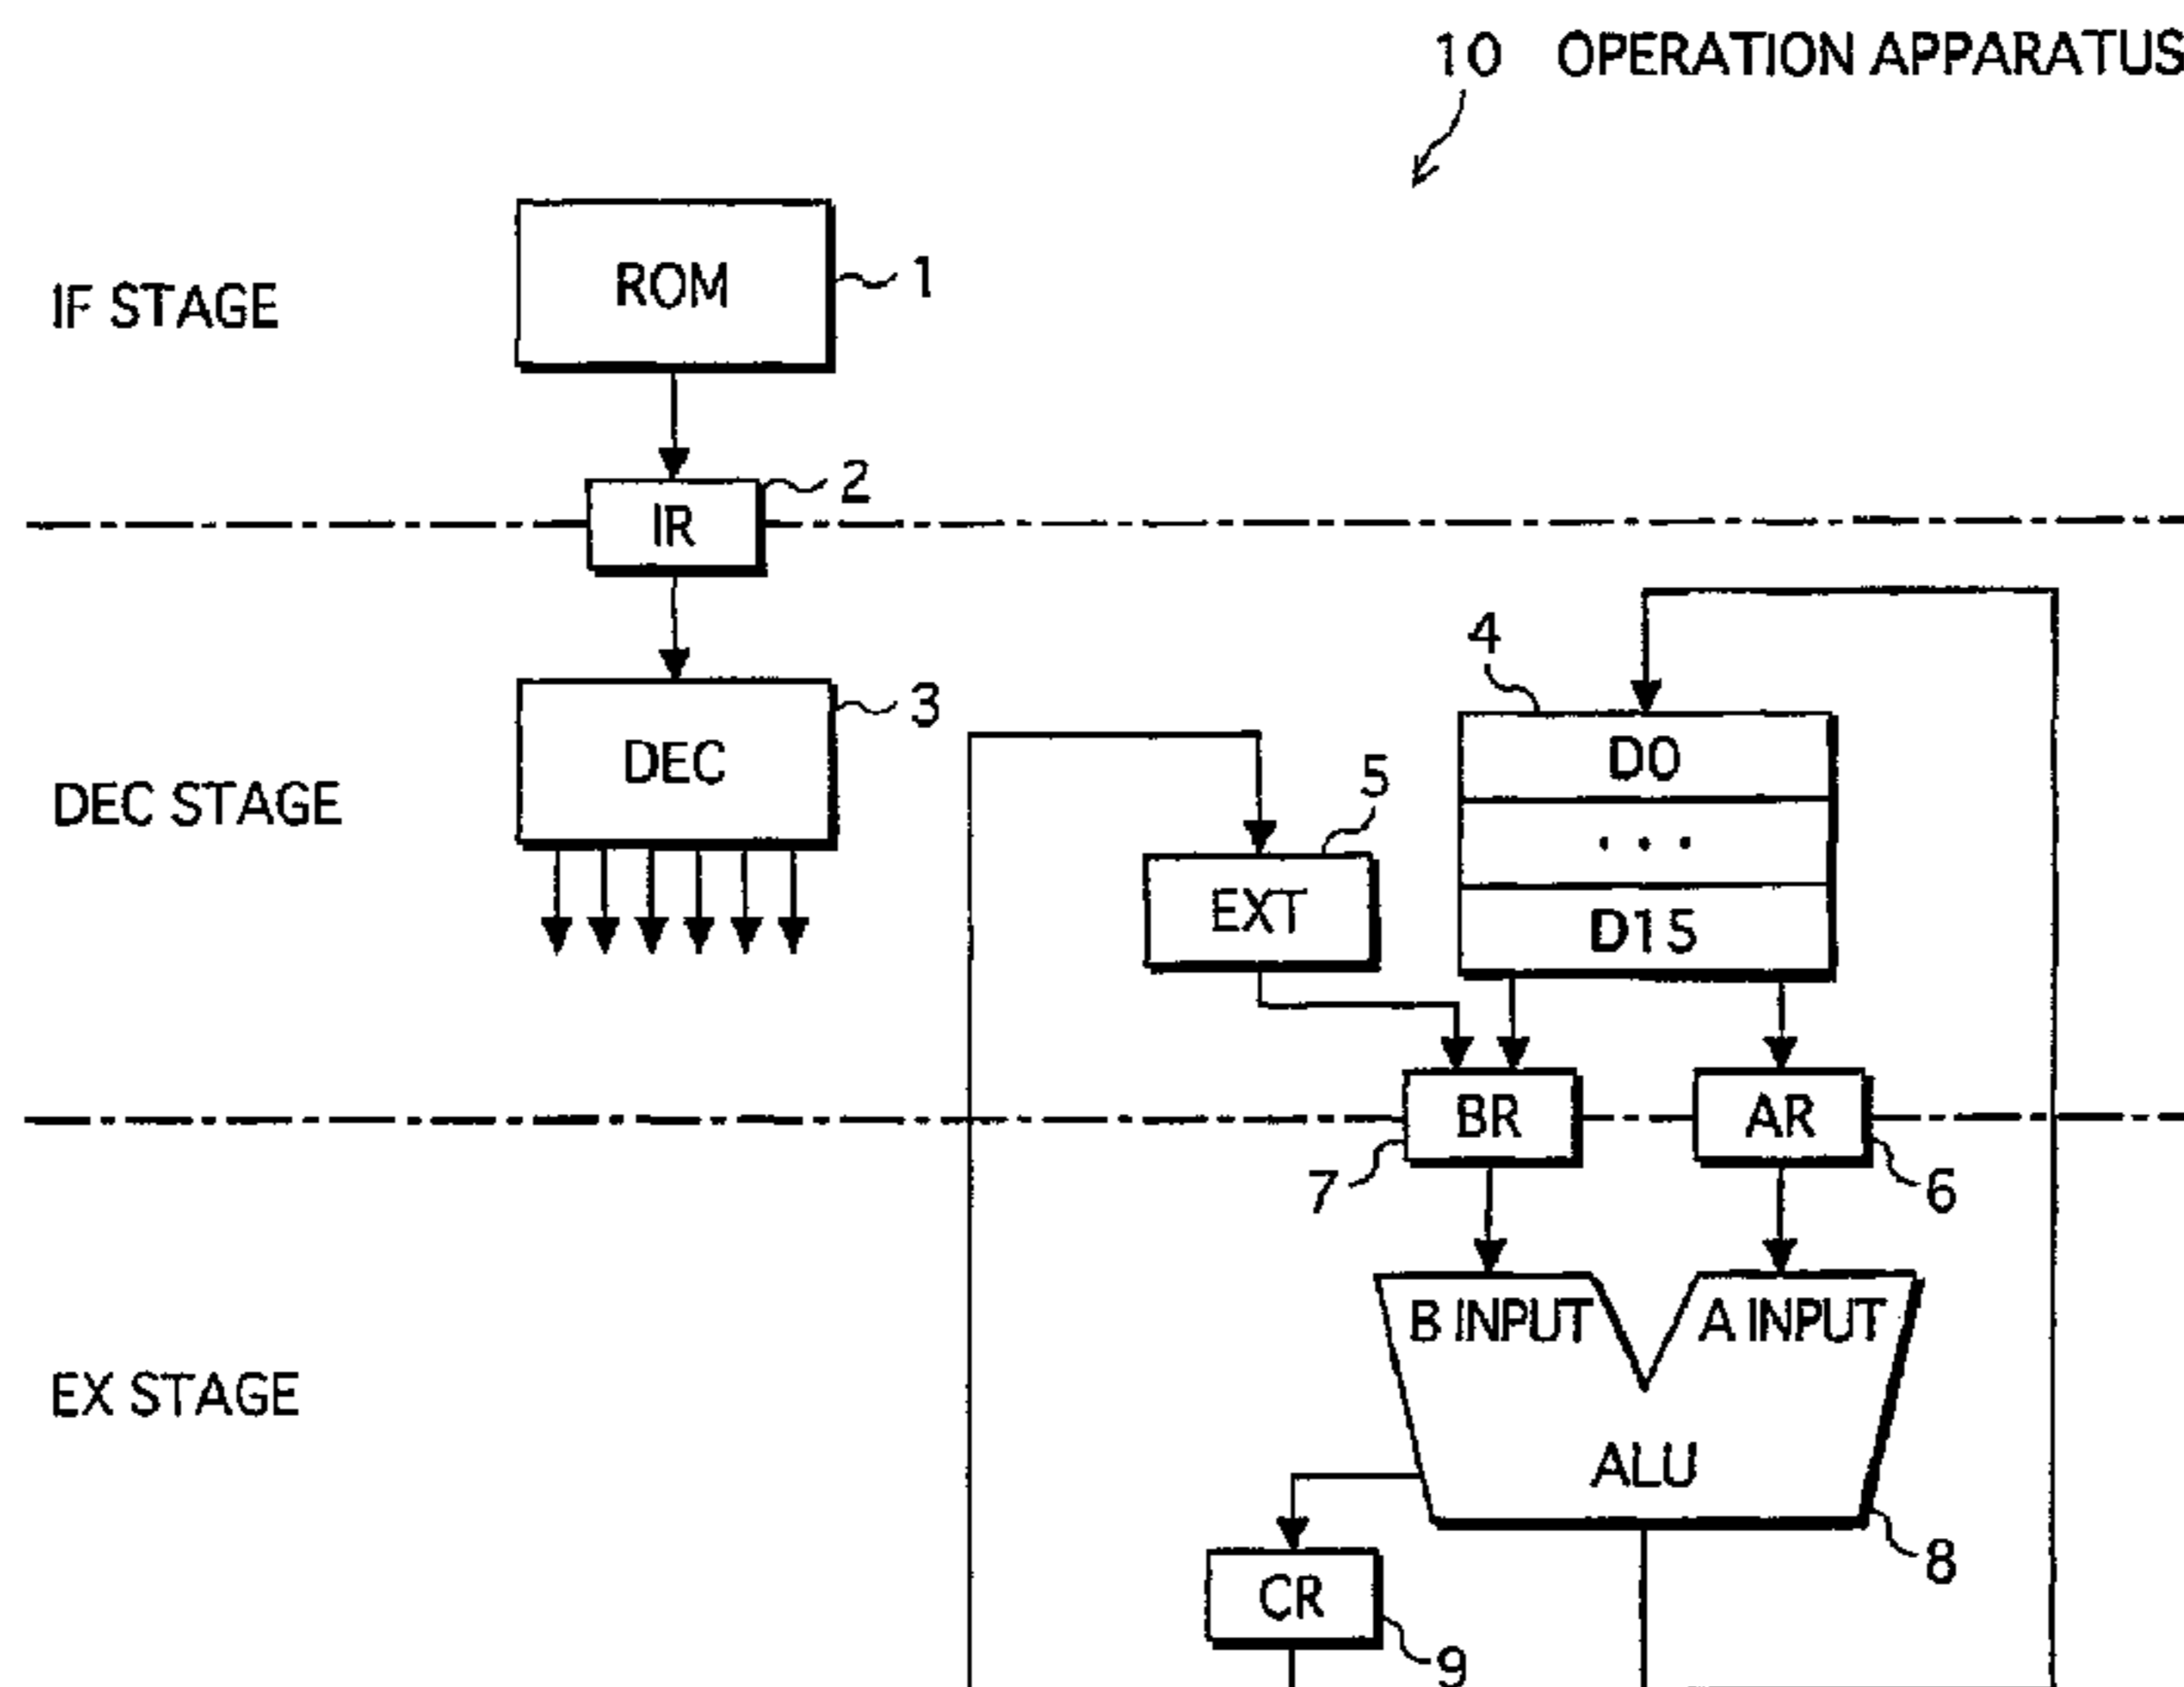 10 OPERATION APPARATUS
ROM
1
IF STAGE
2
IR
4
3
DEC
D0
5
DEC STAGE
. . .
EXT
D15
BR
AR
7
6
B INPUT
A INPUT
EX STAGE
ALU
8
CR
9